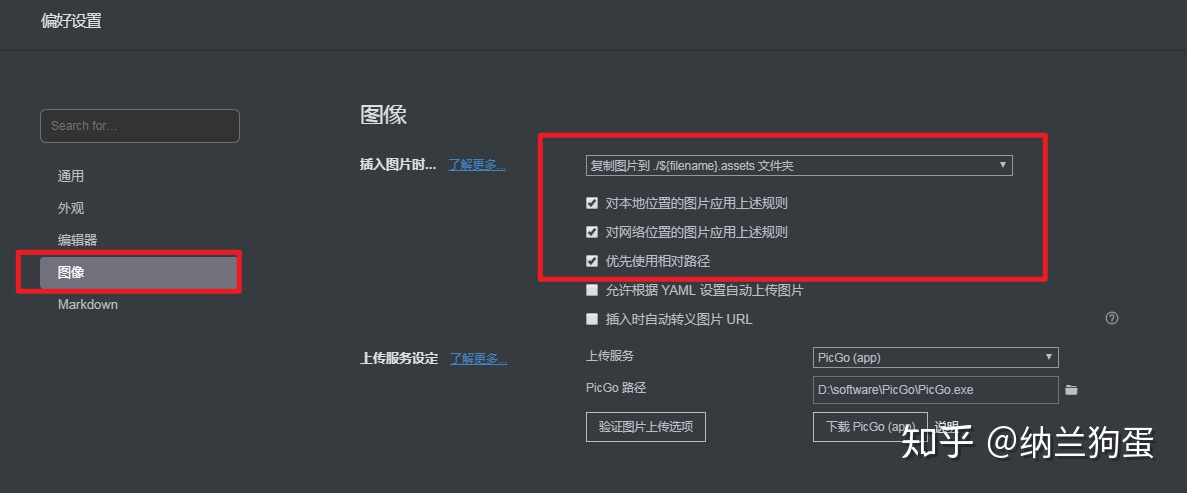 偏好设置
Search for...
通用
外观
编辑器
图像
Markdown
图像
插入图片时... 了解更多...
复制图片到 ./${filename}.assets 文件夹
对本地位置的图片应用上述规则
对网络位置的图片应用上述规则
优先使用相对路径
允许根据 YAML 设置自动上传图片
插入时自动转义图片 URL
上传服务设定 了解更多...
上传服务 PicGo (app)
PicGo 路径 D:\software\PicGo\PicGo.exe
验证图片上传选项 下载 PicGo (app) 说明
知乎 @纳兰狗蛋